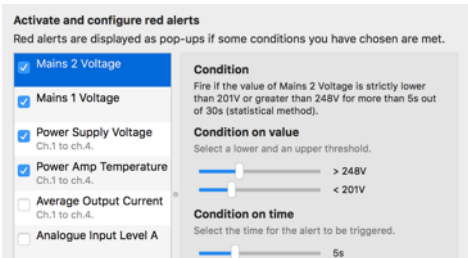 Activate and configure red alerts
Red alerts are displayed as pop-ups if some conditions you have chosen are met.
Mains 2 Voltage
Mains 1 Voltage
Power Supply Voltage
Ch.1 to ch.4.
Power Amp Temperature
Ch.1 to ch.4.
Average Output Current
Ch.1 to ch.4.
Analogue Input Level A
Condition
Fire if the value of Mains 2 Voltage is strictly lower
than 201V or greater than 248V for more than 5s out
of 30s (statistical method).
Condition on value
Select a lower and an upper threshold.
> 248V
< 201V
Condition on time
Select the time for the alert to be triggered.
5s